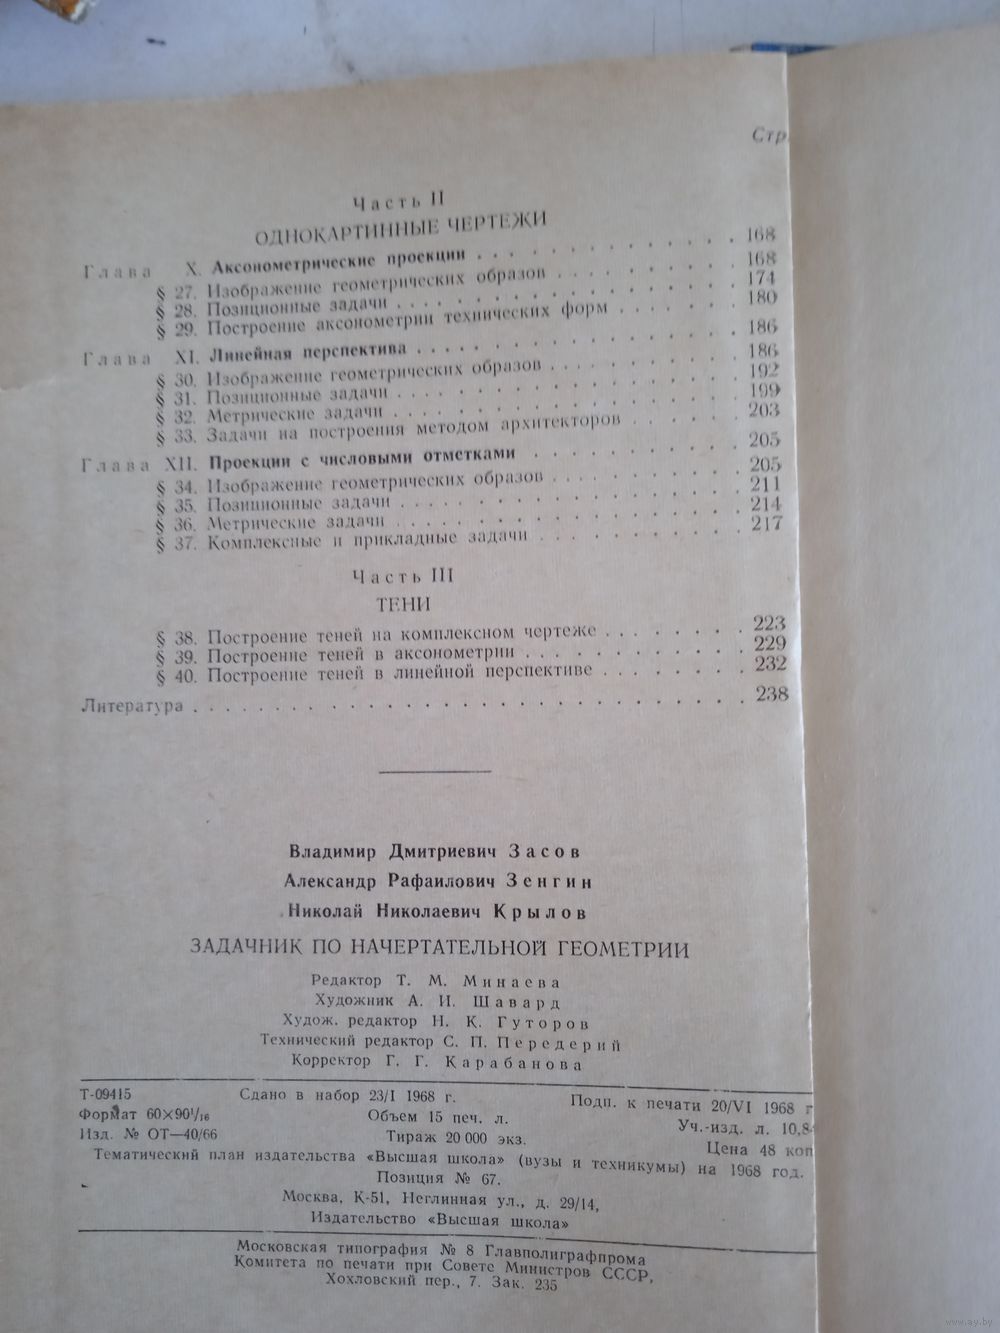 Стр.
Часть II
ОДНОКАРТИННЫЕ ЧЕРТЕЖИ
Глава X. Аксонометрические проекции . . . . . . . . . . . . 168
§ 27. Изображение геометрических образов . . . . . . . . . 168
§ 28. Позиционные задачи . . . . . . . . . . . . . . . . . 174
§ 29. Построение аксонометрии технических форм . . . . . . 180
Глава XI. Линейная перспектива . . . . . . . . . . . . . . . 186
§ 30. Изображение геометрических образов . . . . . . . . . 186
§ 31. Позиционные задачи . . . . . . . . . . . . . . . . . 192
§ 32. Метрические задачи . . . . . . . . . . . . . . . . . 199
§ 33. Задачи на построения методом архитекторов . . . . . . 203
Глава XII. Проекции с числовыми отметками . . . . . . . . . 205
§ 34. Изображение геометрических образов . . . . . . . . . 205
§ 35. Позиционные задачи . . . . . . . . . . . . . . . . . 211
§ 36. Метрические задачи . . . . . . . . . . . . . . . . . 214
§ 37. Комплексные и прикладные задачи . . . . . . . . . . 217
Часть III
ТЕНИ
§ 38. Построение теней на комплексном чертеже . . . . . . . 223
§ 39. Построение теней в аксонометрии . . . . . . . . . . . 229
§ 40. Построение теней в линейной перспективе . . . . . . . 232
Литература . . . . . . . . . . . . . . . . . . . . . . . . 238
Владимир Дмитриевич Засов
Александр Рафаилович Зенгин
Николай Николаевич Крылов
ЗАДАЧНИК ПО НАЧЕРТАТЕЛЬНОЙ ГЕОМЕТРИИ
Редактор Т. М. Минаева
Художник А. И. Шавард
Худож. редактор Н. К. Гуторов
Технический редактор С. П. Передерий
Корректор Г. Г. Карабанова
Т-09415 Сдано в набор 23/I 1968 г. Подп. к печати 20/VI 1968 г
Формат 60×90¹/₁₆ Объем 15 печ. л. Уч.-изд. л. 10,84
Изд. № ОТ—40/66 Тираж 20 000 экз. Цена 48 коп
Тематический план издательства «Высшая школа» (вузы и техникумы) на 1968 год.
Позиция № 67.
Москва, К-51, Неглинная ул., д. 29/14,
Издательство «Высшая школа»
Московская типография № 8 Главполиграфпрома
Комитета по печати при Совете Министров СССР,
Хохловский пер., 7. Зак. 235
www.ay.by